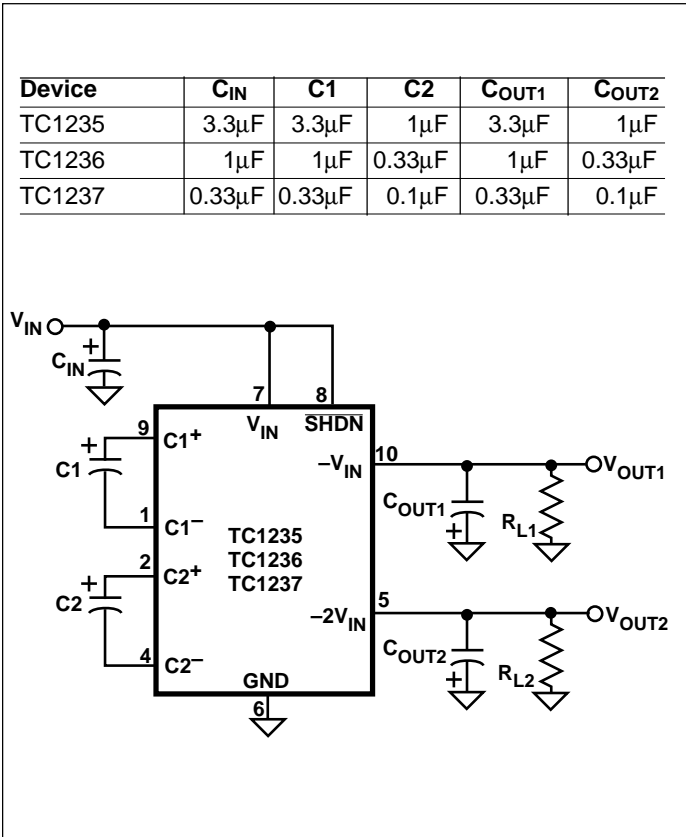 Device CIN C1 C2 COUT1 COUT2
TC1235 3.3µF 3.3µF 1µF 3.3µF 1µF
TC1236 1µF 1µF 0.33µF 1µF 0.33µF
TC1237 0.33µF 0.33µF 0.1µF 0.33µF 0.1µF
VIN
+
CIN
7 8
VIN SHDN
9 C1+
–VIN 10
VOUT1
+
C1
COUT1
+
RL1
1 C1–
TC1235
TC1236
TC1237
2 C2+
+
C2
–2VIN 5
VOUT2
COUT2
+
RL2
4 C2–
GND
6